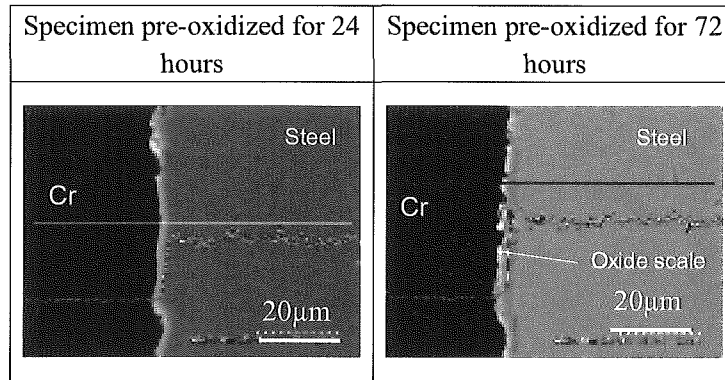 Specimen pre-oxidized for 24
hours
Specimen pre-oxidized for 72
hours
Steel
Cr
20μm
Steel
Cr
Oxide scale
20μm